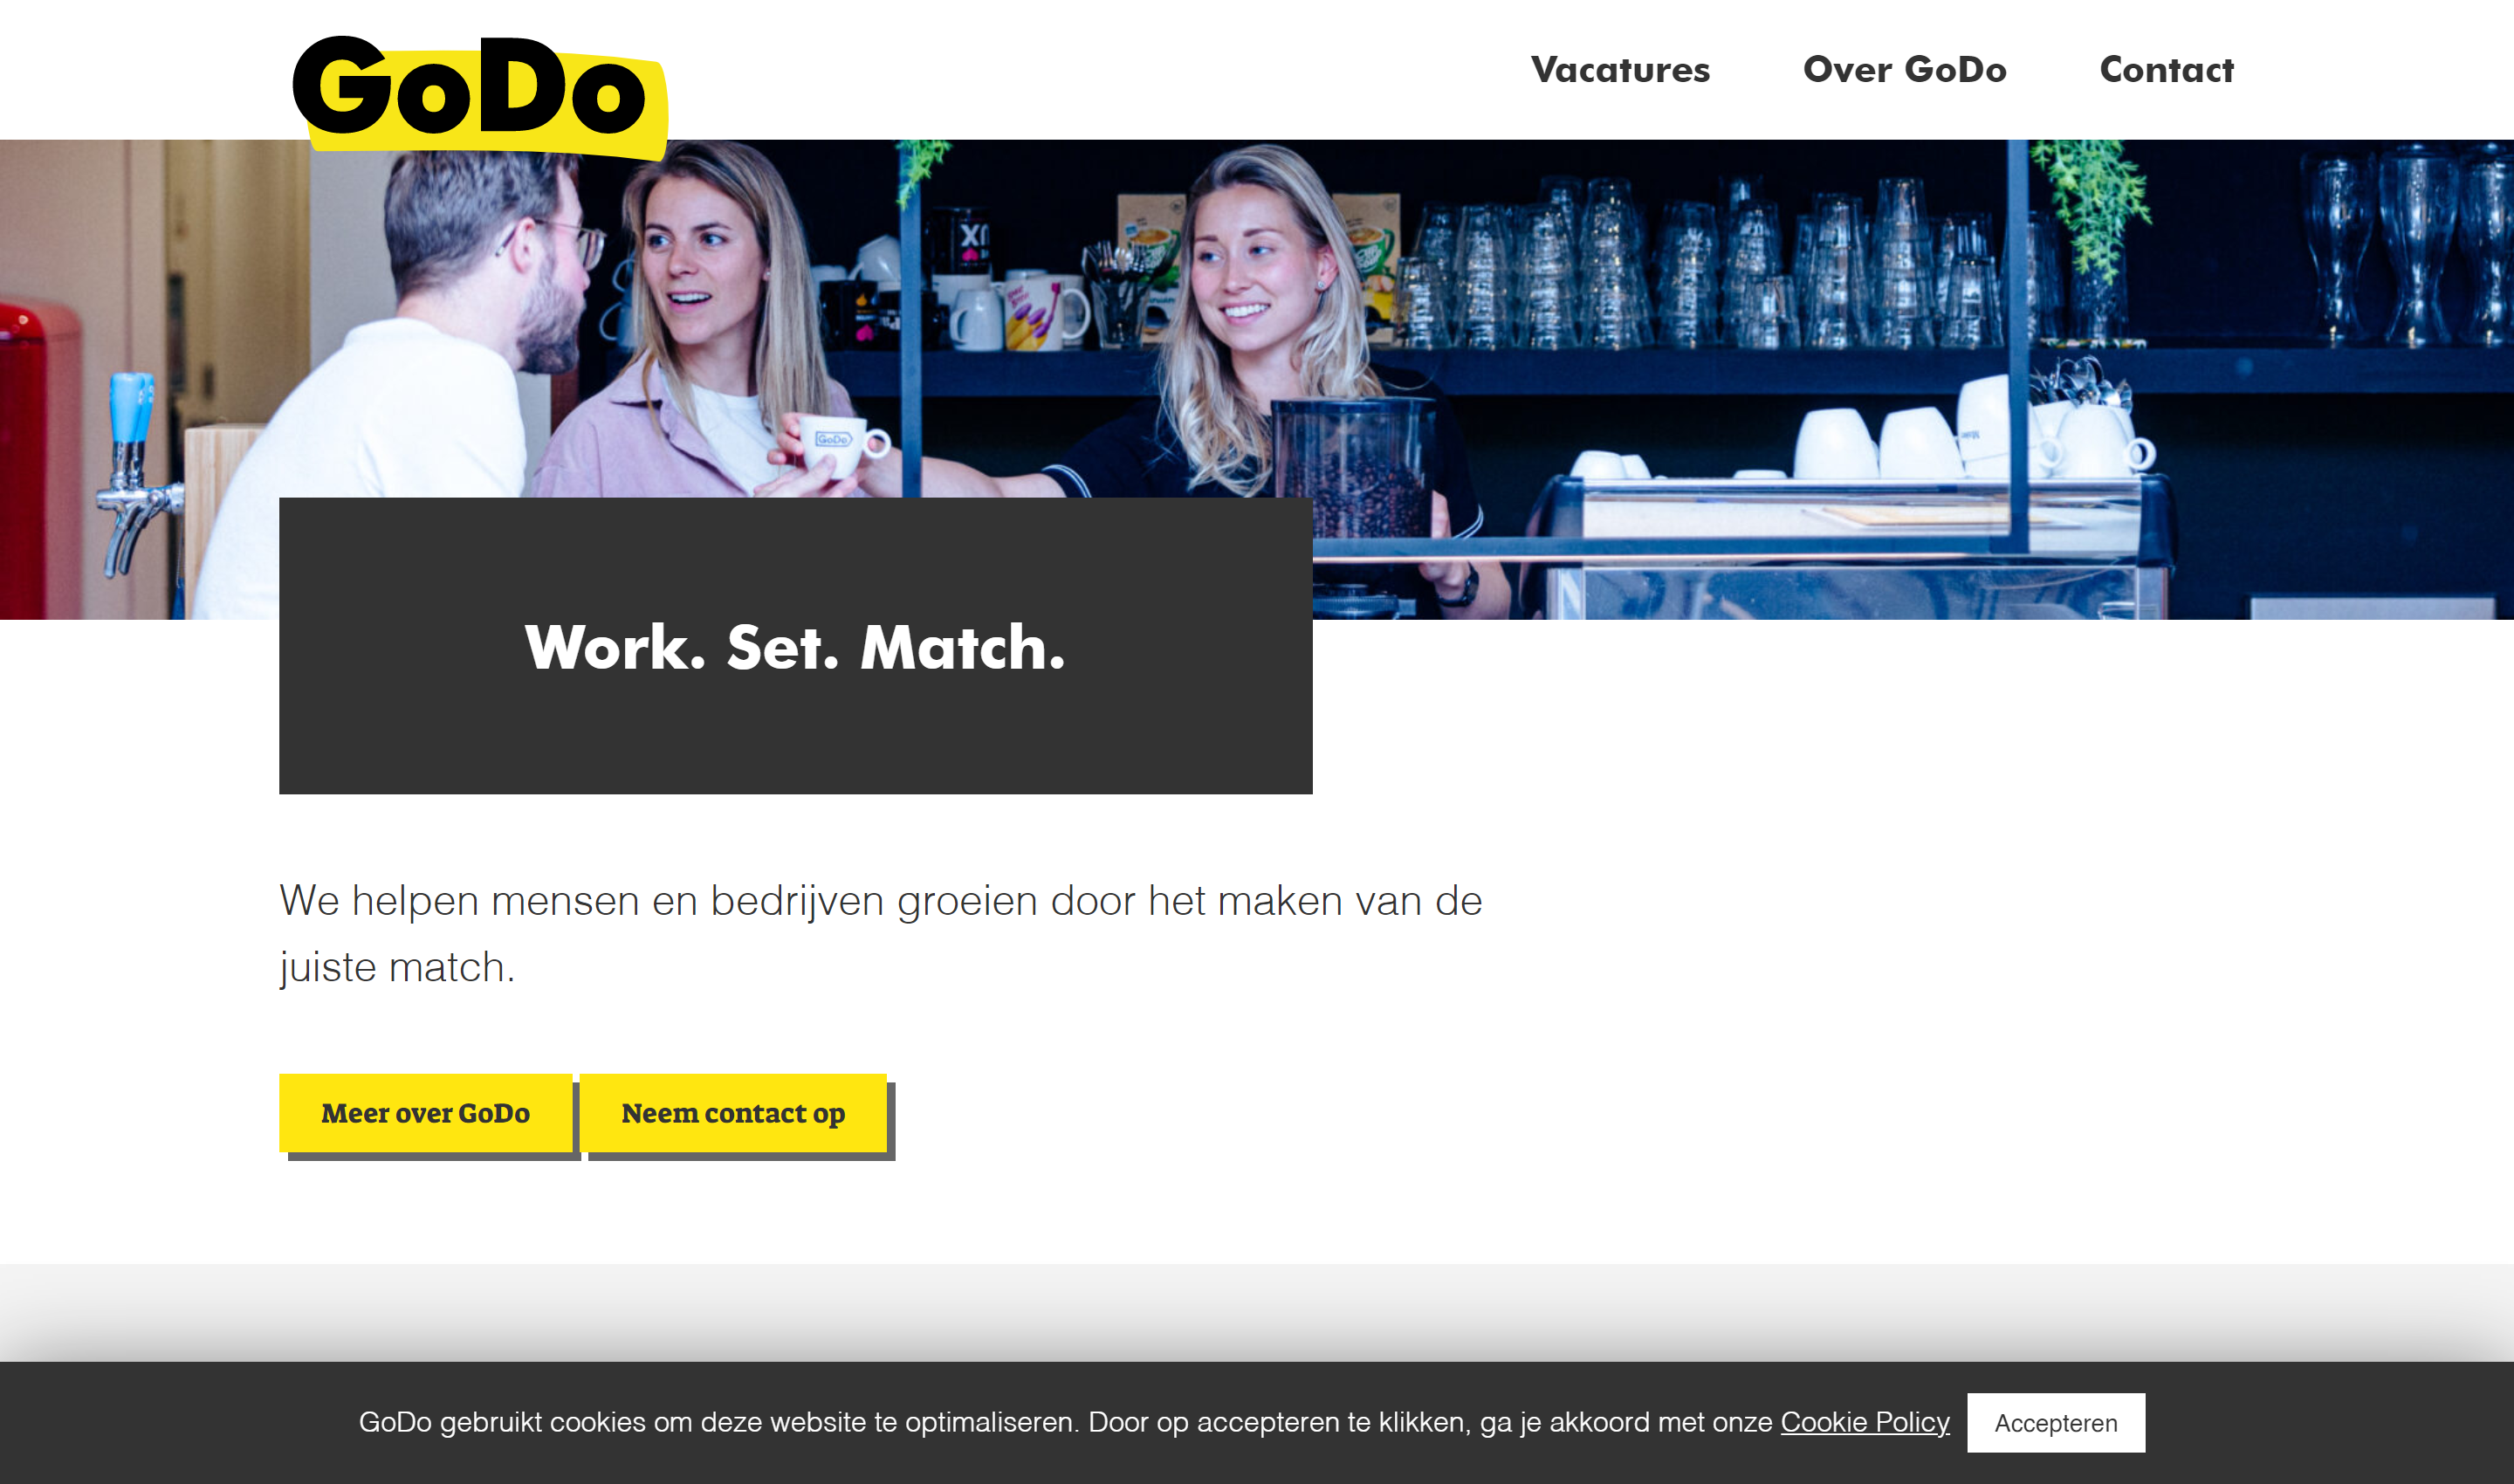 GoDo
Vacatures
Over GoDo
Contact
GoDo
Work. Set. Match.
We helpen mensen en bedrijven groeien door het maken van de
juiste match.
Meer over GoDo
Neem contact op
GoDo gebruikt cookies om deze website te optimaliseren. Door op accepteren te klikken, ga je akkoord met onze Cookie Policy
Accepteren